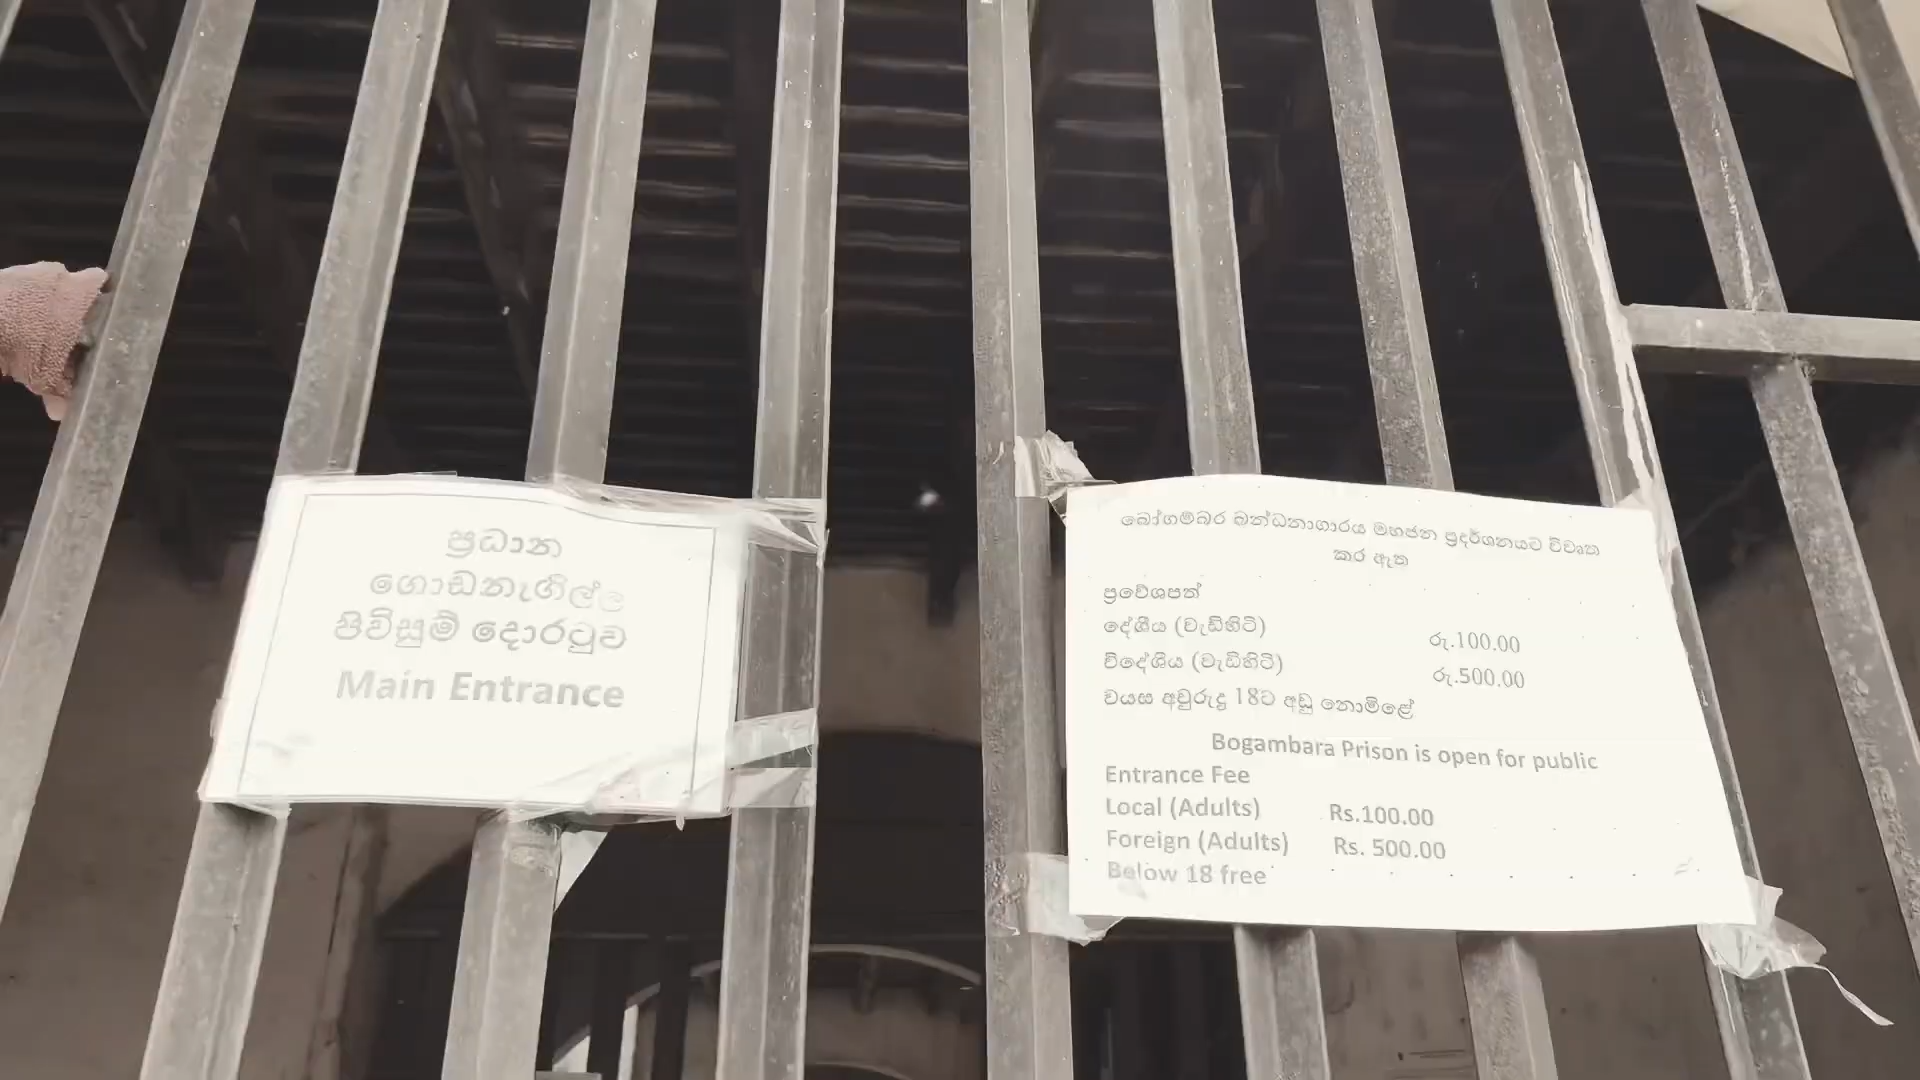 ප්‍රධාන
ගොඩනැගිල්ල
පිවිසුම් දොරටුව
Main Entrance
බෝගම්බර බන්ධනාගාරය මහජන ප්‍රදර්ශනයට විවෘත
කර ඇත
ප්‍රවේශපත්
දේශීය (වැඩිහිටි) රු.100.00
විදේශිය (වැඩිහිටි) රු.500.00
වයස අවුරුදු 18ට අඩු නොමිළේ
Bogambara Prison is open for public
Entrance Fee
Local (Adults) Rs.100.00
Foreign (Adults) Rs. 500.00
Below 18 free